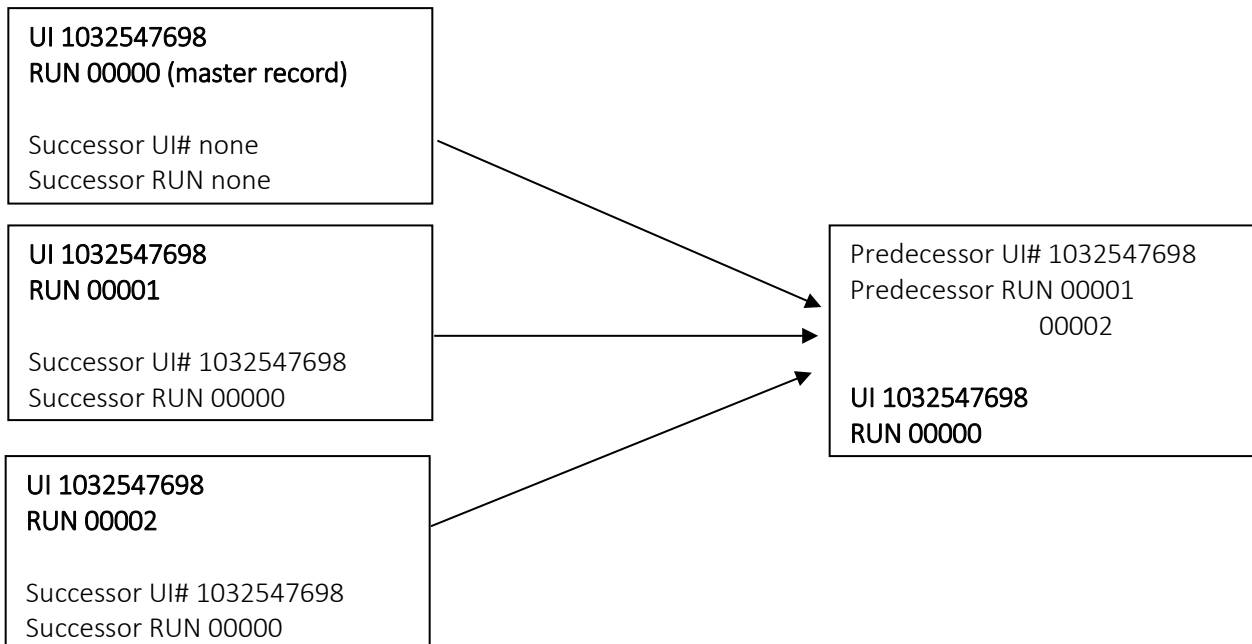 UI 1032547698
RUN 00000 (master record)
Successor UI# none
Successor RUN none
UI 1032547698
RUN 00001
Successor UI# 1032547698
Successor RUN 00000
UI 1032547698
RUN 00002
Successor UI# 1032547698
Successor RUN 00000
Predecessor UI# 1032547698
Predecessor RUN 00001
00002
UI 1032547698
RUN 00000